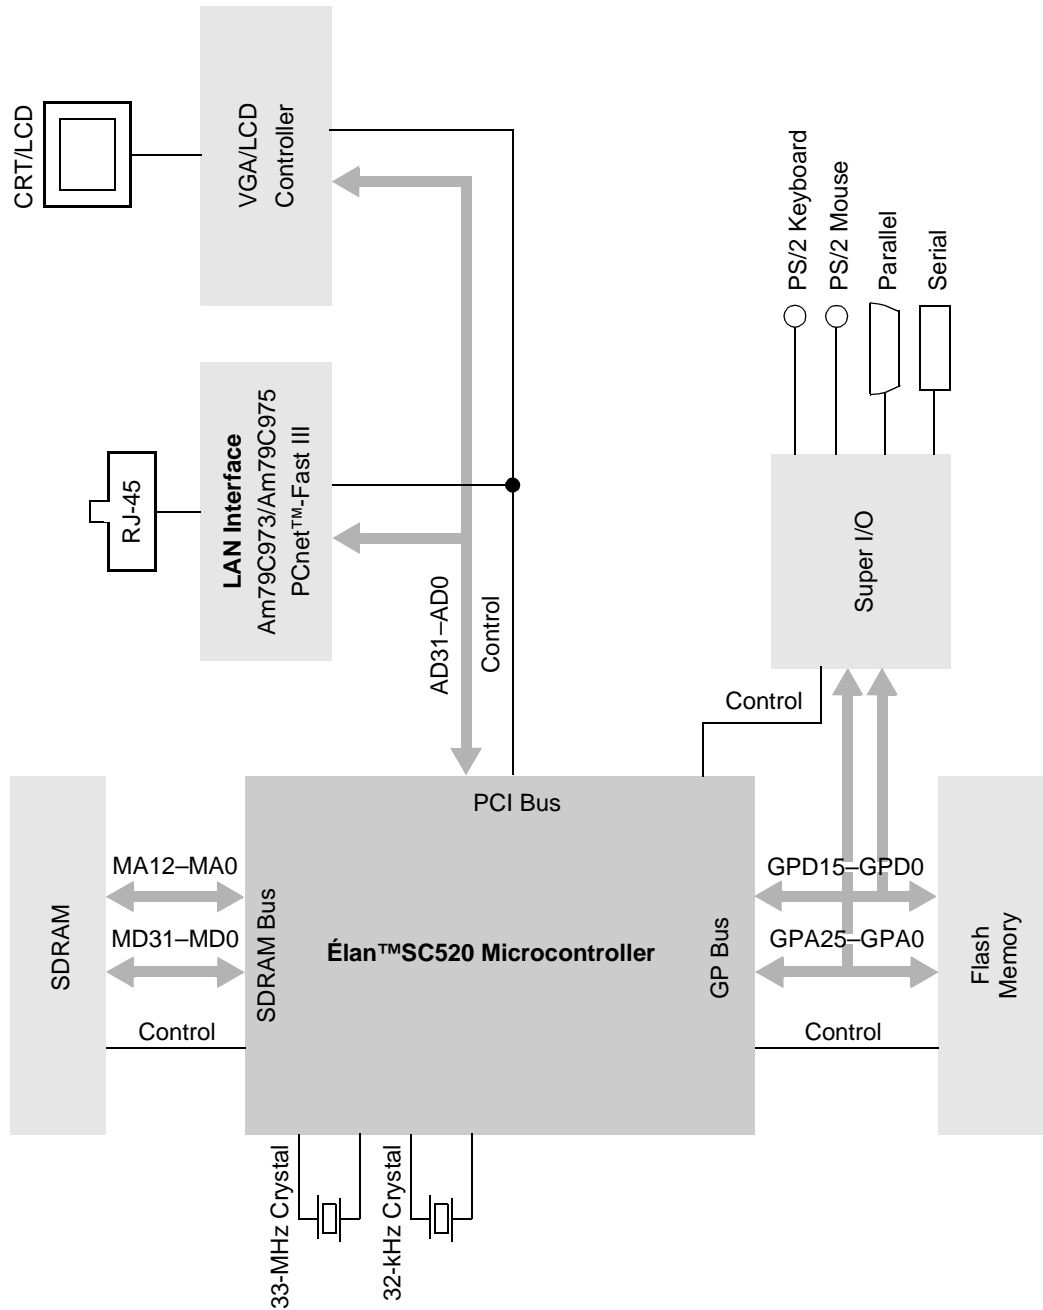 CRT/LCD
VGA/LCD
Controller
RJ-45
LAN Interface
Am79C973/Am79C975
PCnet™-Fast III
AD31–AD0
Control
PS/2 Keyboard
PS/2 Mouse
Parallel
Serial
Super I/O
Control
SDRAM
MA12–MA0
MD31–MD0
Control
SDRAM Bus
PCI Bus
Élan™SC520 Microcontroller
GP Bus
GPD15–GPD0
GPA25–GPA0
Control
Flash
Memory
33-MHz Crystal
32-kHz Crystal